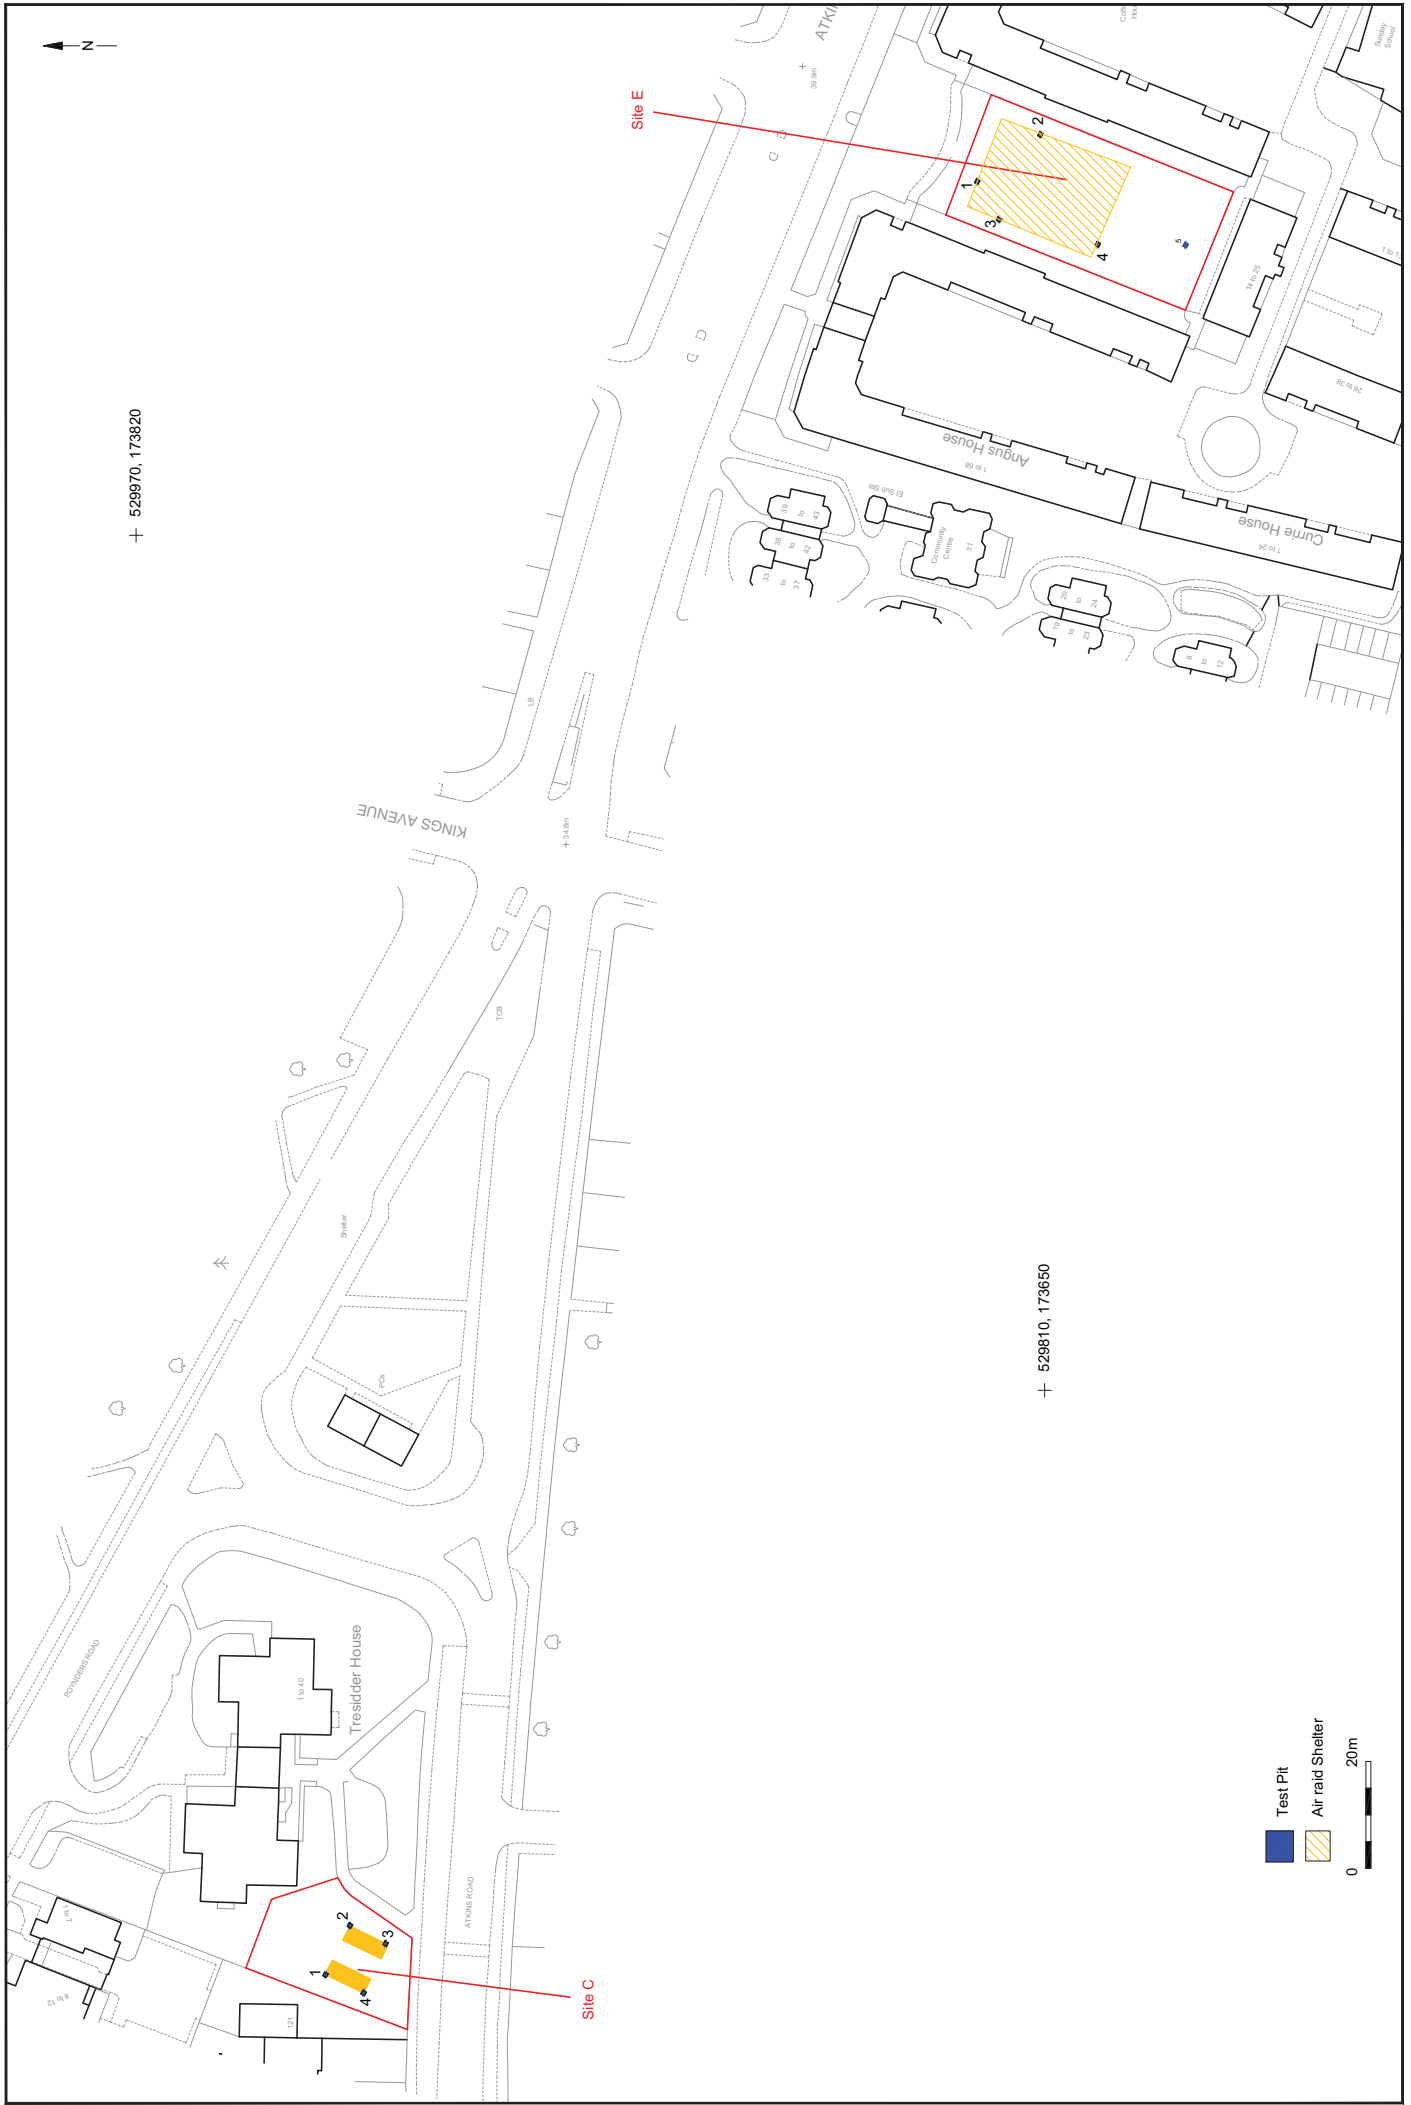 N
529970, 173820
Site E
ATKI
39.9m
1
2
3
4
5
Sunday
School
14 to 25
26 to 38
Angus House
1 to 68
El Sub Sta
Community
Centre
31
39
to
43
38
to
42
33
to
37
20
to
24
19
to
23
8
to
12
Currie House
1 to 24
LB
KINGS AVENUE
34.8m
TCB
Shelter
PCs
529810, 173650
POYNDERS ROAD
1 to 40
Tresidder House
ATKINS ROAD
1 to 7
8 to 12
121
1
2
3
4
Site C
Test Pit
Air raid Shelter
0
20m